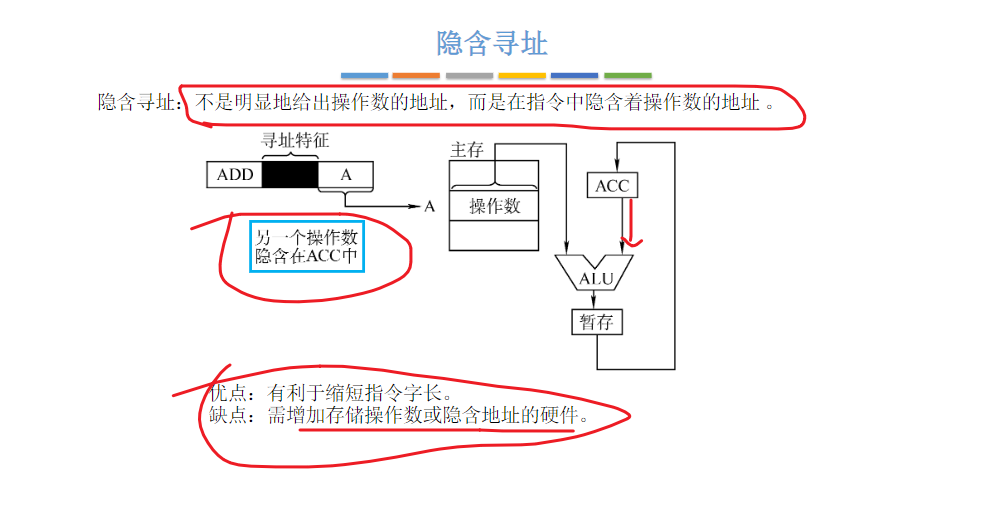 隐含寻址
隐含寻址：不是明显地给出操作数的地址，而是在指令中隐含着操作数的地址 。
寻址特征
ADD
A
A
主存
操作数
ACC
另一个操作数
隐含在ACC中
ALU
暂存
优点：有利于缩短指令字长。
缺点：需增加存储操作数或隐含地址的硬件。